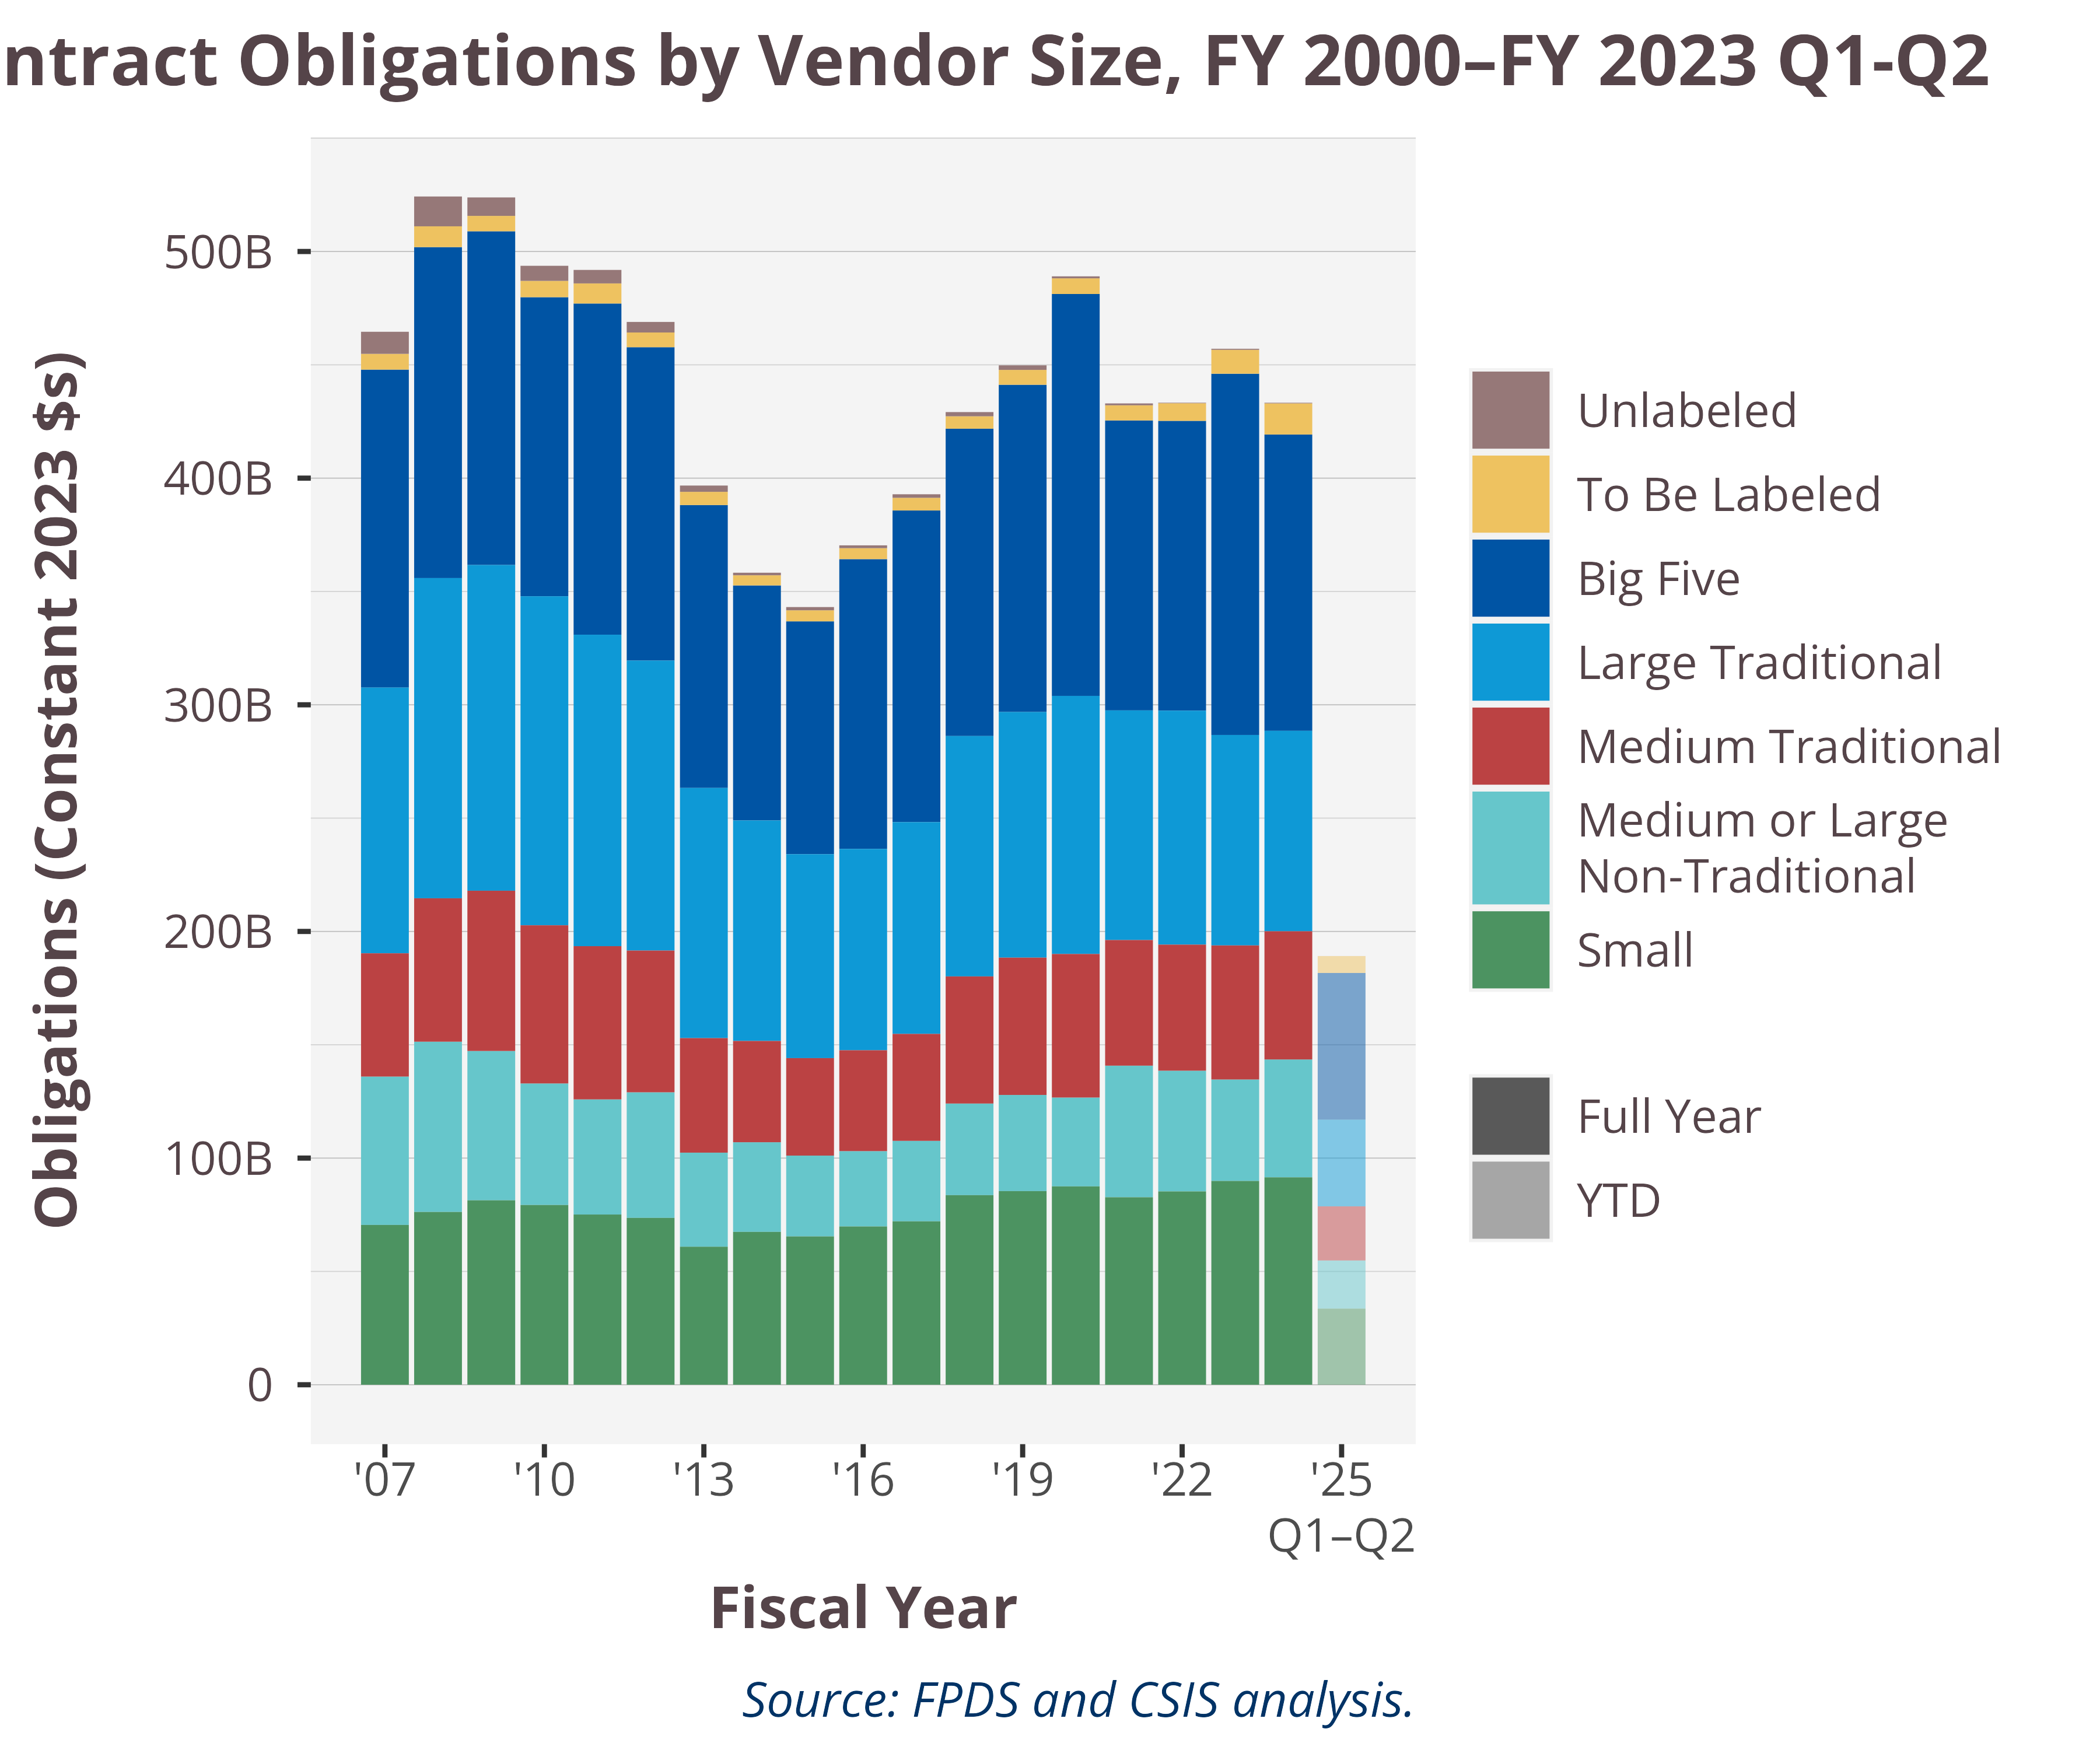 ntract Obligations by Vendor Size, FY 2000–FY 2023 Q1-Q2
Obligations (Constant 2023 $s)
500B
400B
300B
200B
100B
0
'07 '10 '13 '16 '19 '22 '25
Q1–Q2
Fiscal Year
Unlabeled
To Be Labeled
Big Five
Large Traditional
Medium Traditional
Medium or Large
Non-Traditional
Small
Full Year
YTD
Source: FPDS and CSIS analysis.